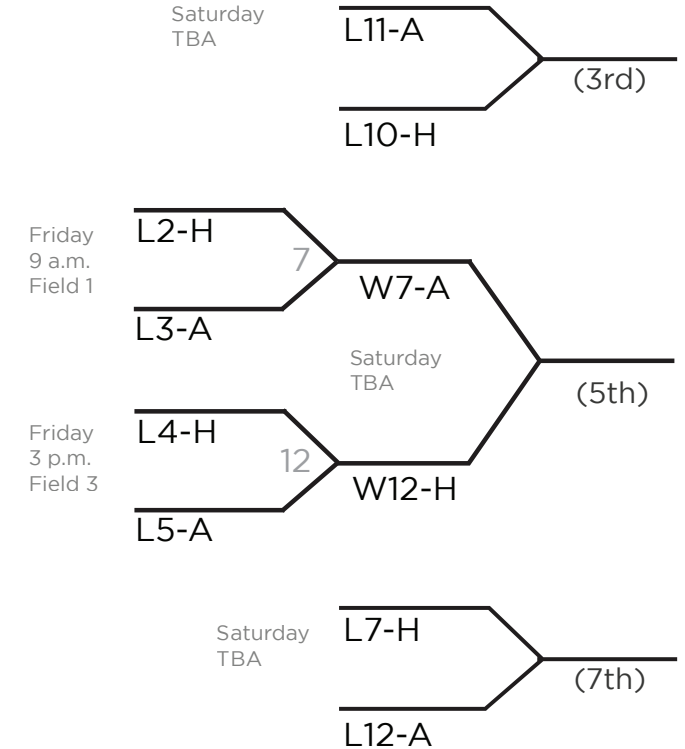 Saturday
TBA
L11-A
(3rd)
L10-H
L2-H
Friday
9 a.m.
Field 1
7
W7-A
L3-A
Saturday
TBA
(5th)
L4-H
Friday
3 p.m.
Field 3
12
W12-H
L5-A
Saturday
TBA
L7-H
(7th)
L12-A